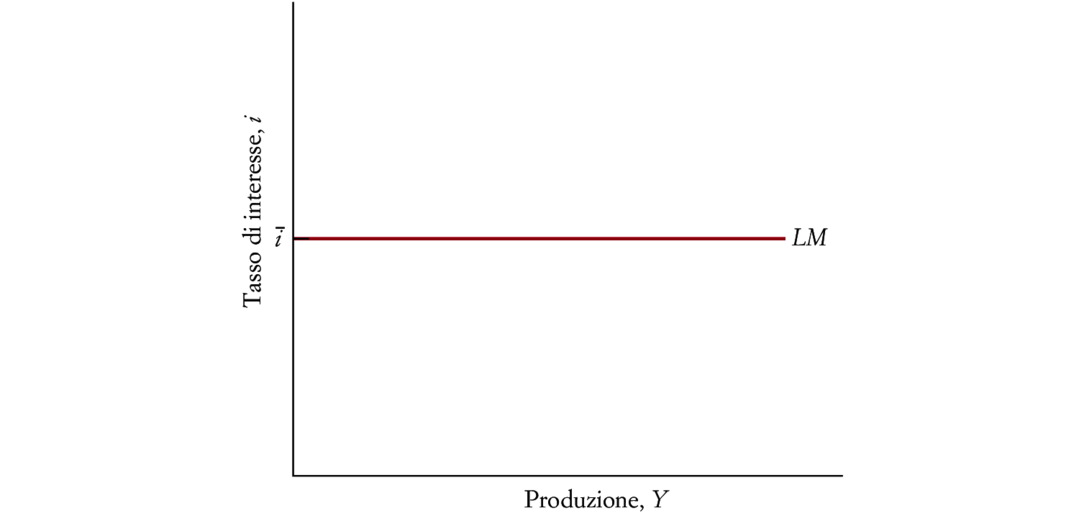 Tasso di interesse, i
ī
LM
Produzione, Y